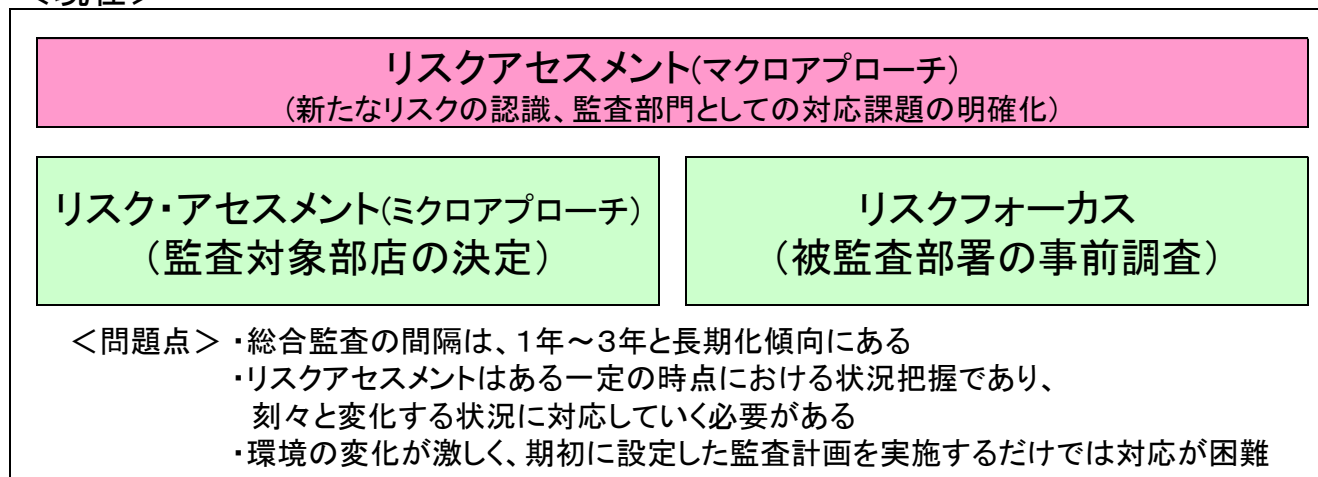 ＜現在＞
リスクアセスメント(マクロアプローチ)
(新たなリスクの認識、監査部門としての対応課題の明確化)
リスク・アセスメント(ミクロアプローチ)
（監査対象部店の決定）
リスクフォーカス
（被監査部署の事前調査）
＜問題点＞・総合監査の間隔は、1年～3年と長期化傾向にある
・リスクアセスメントはある一定の時点における状況把握であり、
刻々と変化する状況に対応していく必要がある
・環境の変化が激しく、期初に設定した監査計画を実施するだけでは対応が困難